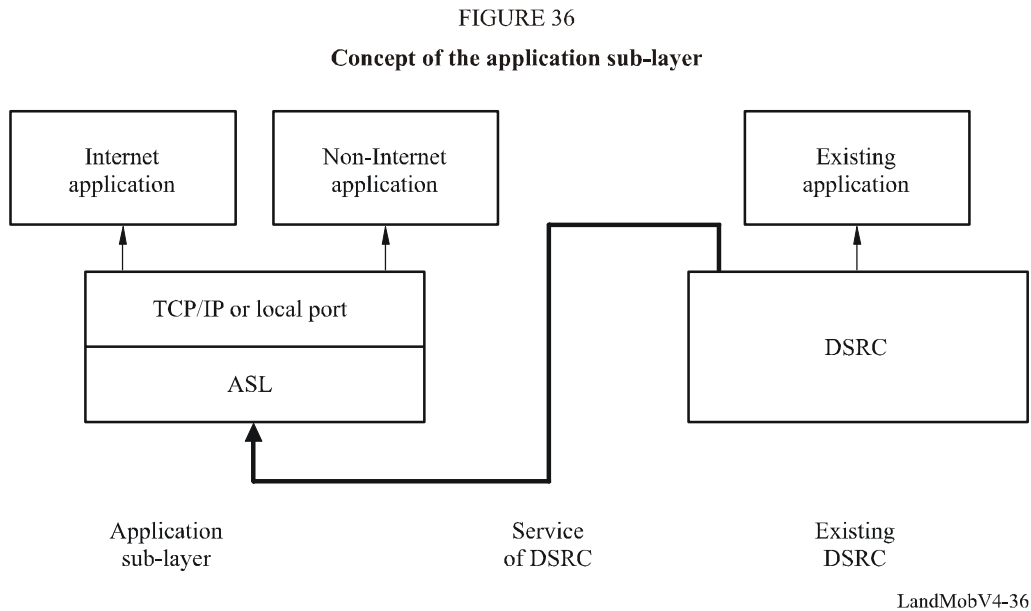 FIGURE 36
Concept of the application sub-layer
Internet
application
Non-Internet
application
Existing
application
TCP/IP or local port
ASL
DSRC
Application
sub-layer
Service
of DSRC
Existing
DSRC
LandMobV4-36